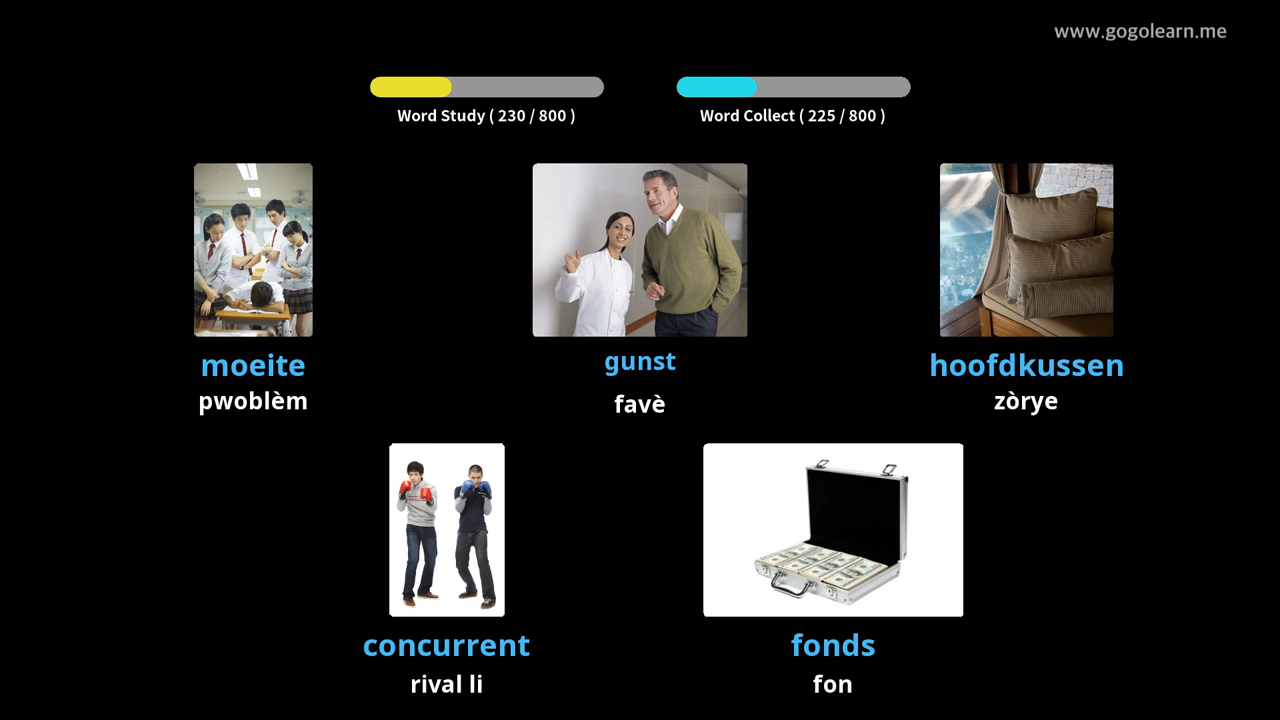 www.gogolearn.me
Word Study ( 230 / 800 )
Word Collect ( 225 / 800 )
moeite
pwoblèm
gunst
favè
hoofdkussen
zòrye
concurrent
rival li
fonds
fon